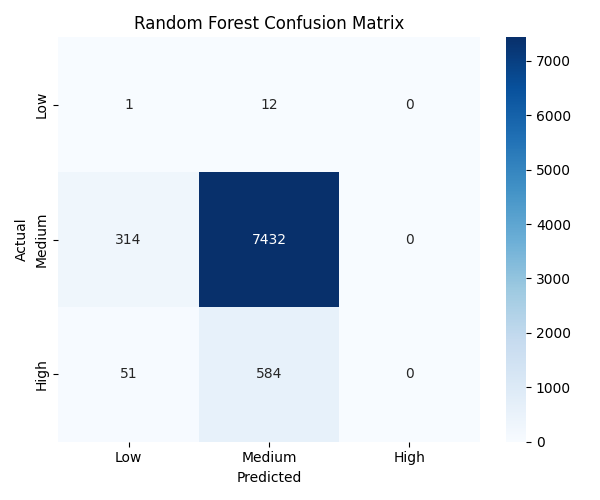 Random Forest Confusion Matrix
Actual
Low
1 12 0
Medium
314 7432 0
High
51 584 0
Low Medium High
Predicted
7000
6000
5000
4000
3000
2000
1000
0